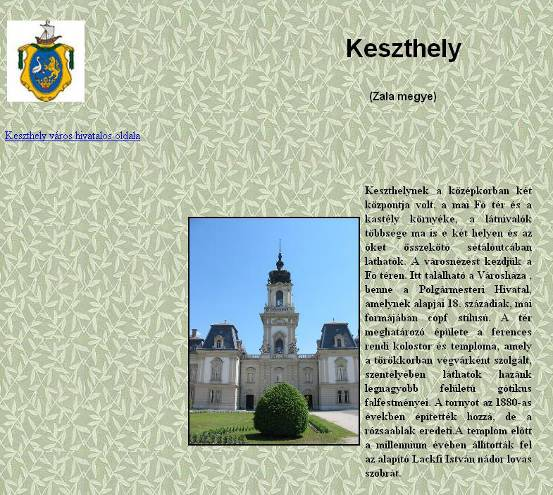 Keszthely
(Zala megye)
Keszthely város hivatalos oldala
Keszthelynek a középkorban két
központja volt, a mai Fő tér és a
kastély környéke, a látnivalók
többsége ma is e két helyen és az
őket összekötő sétálóutcában
láthatók. A városnézést kezdjük a
Fő téren. Itt található a Városháza ,
benne a Polgármesteri Hivatal,
amelynek alapjai 18. századiak, mai
formájában copf stílusú. A tér
meghatározó épülete a ferences
rendi kolostor és temploma, amely
a törökkorban végvárként szolgált,
szentélyében láthatók hazánk
legnagyobb felületű gótikus
falfestményei. A tornyot az 1880-as
években építették hozzá, de a
rózsaablak eredeti.A templom előtt
a millennium évében állították fel
az alapító Lackfi István nádor lovas
szobrát.